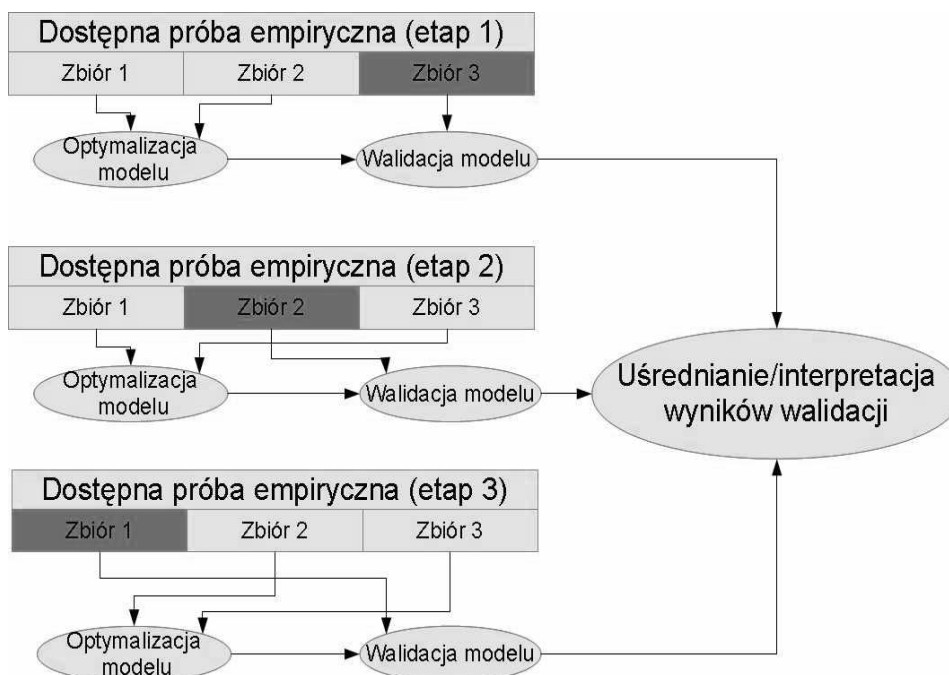 Dostępna próba empiryczna (etap 1)
Zbiór 1 Zbiór 2 Zbiór 3
Optymalizacja
modelu
Walidacja modelu
Dostępna próba empiryczna (etap 2)
Zbiór 1 Zbiór 2 Zbiór 3
Optymalizacja
modelu
Walidacja modelu
Uśrednianie/interpretacja
wyników walidacji
Dostępna próba empiryczna (etap 3)
Zbiór 1 Zbiór 2 Zbiór 3
Optymalizacja
modelu
Walidacja modelu